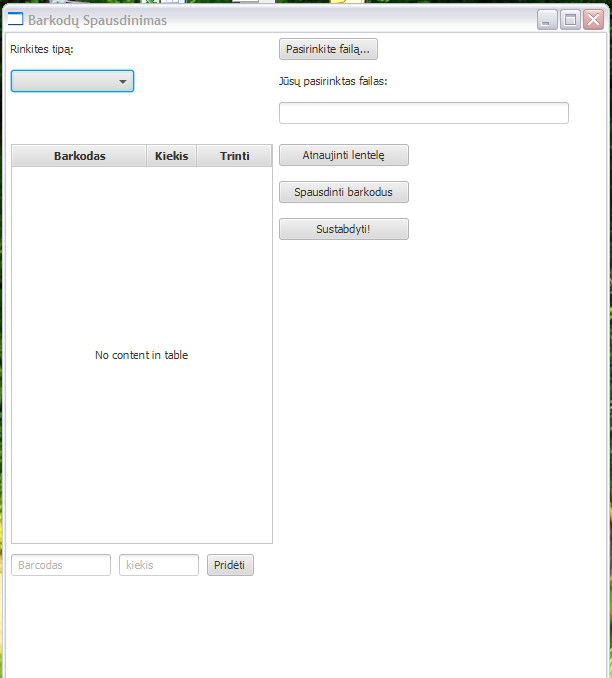 Barkodų Spausdinimas
Rinkites tipą:
Pasirinkite failą...
Jūsų pasirinktas failas:
Barkodas Kiekis Trinti
Atnaujinti lentelę
Spausdinti barkodus
Sustabdyti!
No content in table
Barcodas kiekis Pridėti